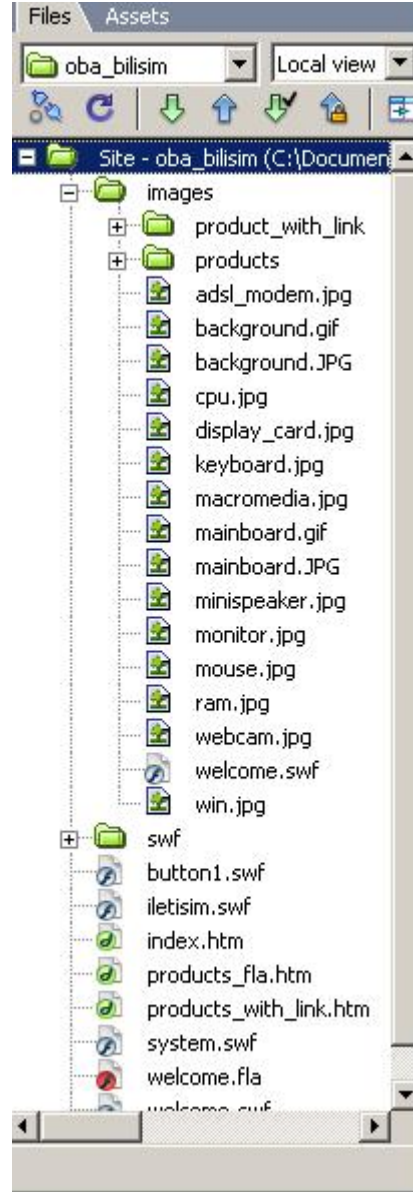 Files Assets
oba_bilisim Local view
Site - oba_bilisim (C:\Documen
images
product_with_link
products
adsl_modem.jpg
background.gif
background.JPG
cpu.jpg
display_card.jpg
keyboard.jpg
macromedia.jpg
mainboard.gif
mainboard.JPG
minispeaker.jpg
monitor.jpg
mouse.jpg
ram.jpg
webcam.jpg
welcome.swf
win.jpg
swf
button1.swf
iletisim.swf
index.htm
products_fla.htm
products_with_link.htm
system.swf
welcome.fla
welcome.swf